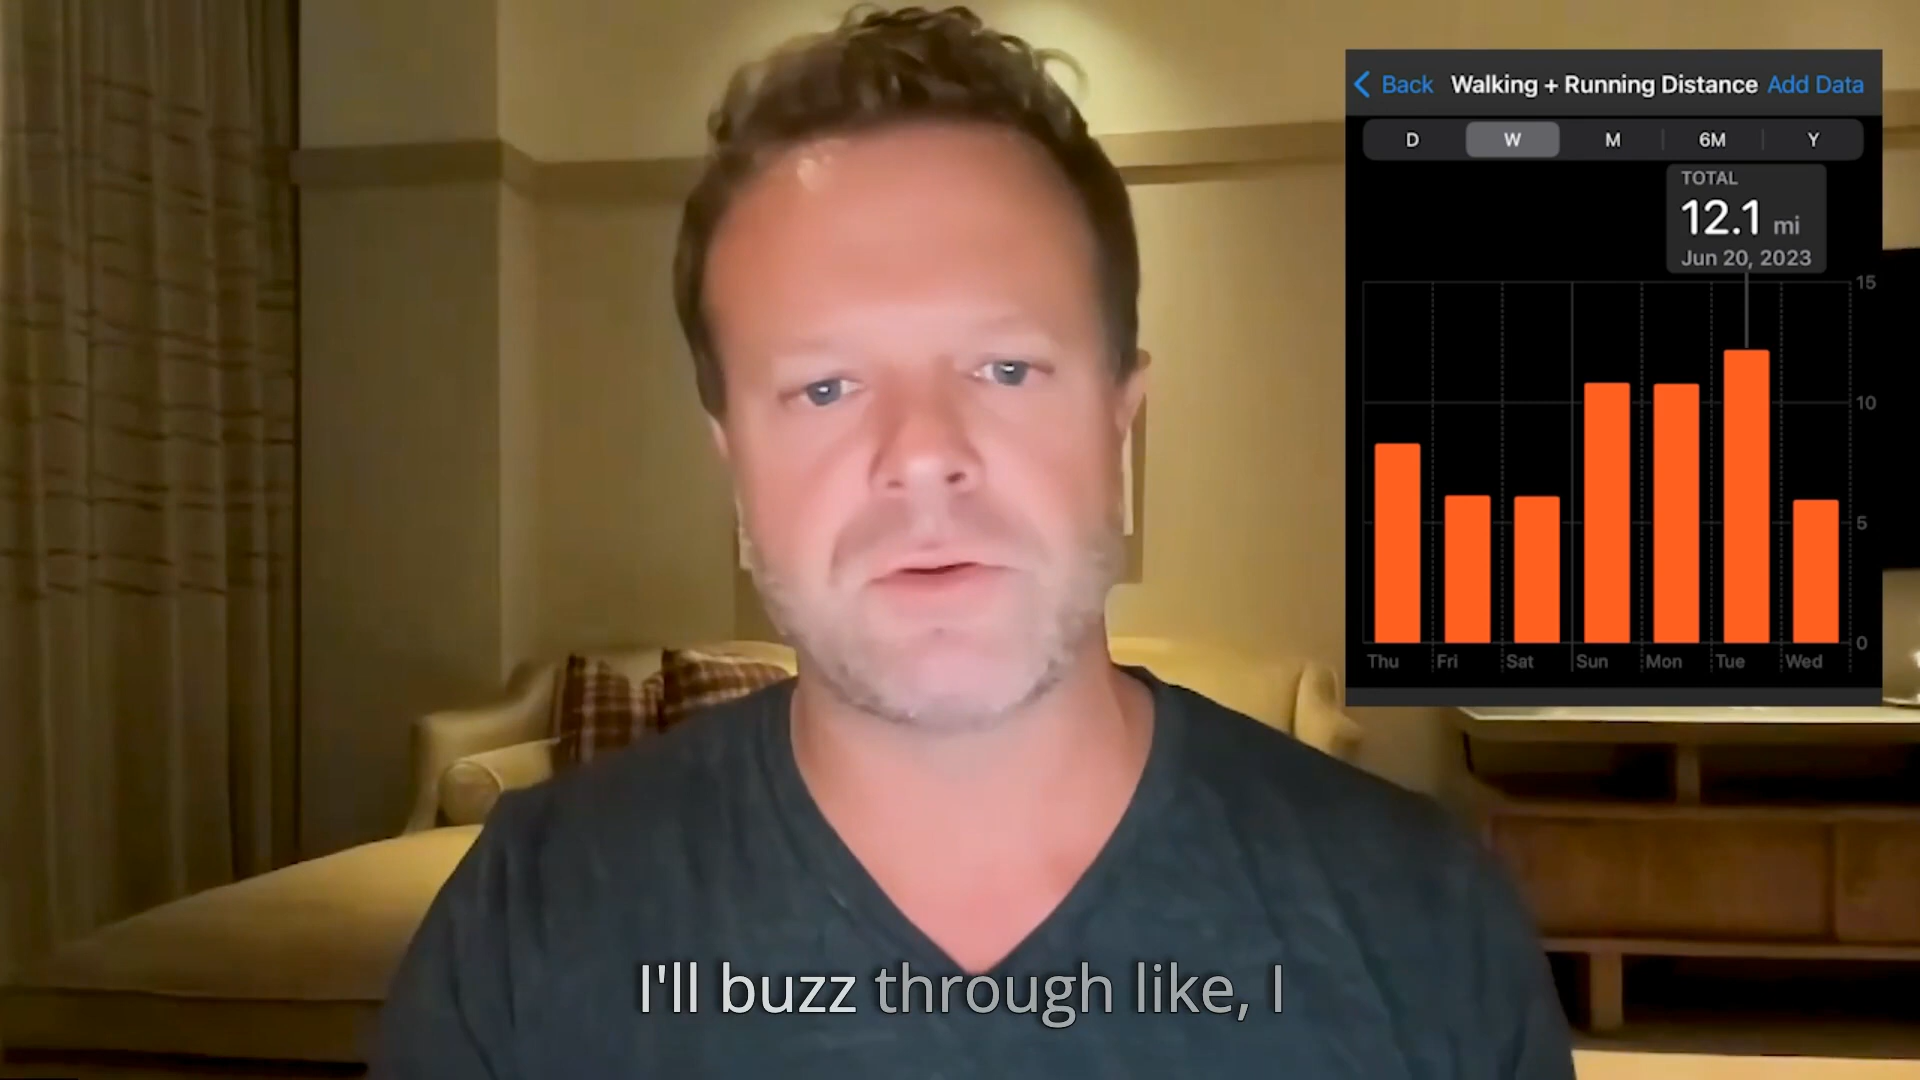 Back Walking + Running Distance Add Data
D W M 6M Y
TOTAL
12.1 mi
Jun 20, 2023
15
10
5
0
Thu Fri Sat Sun Mon Tue Wed
I'll buzz through like, I